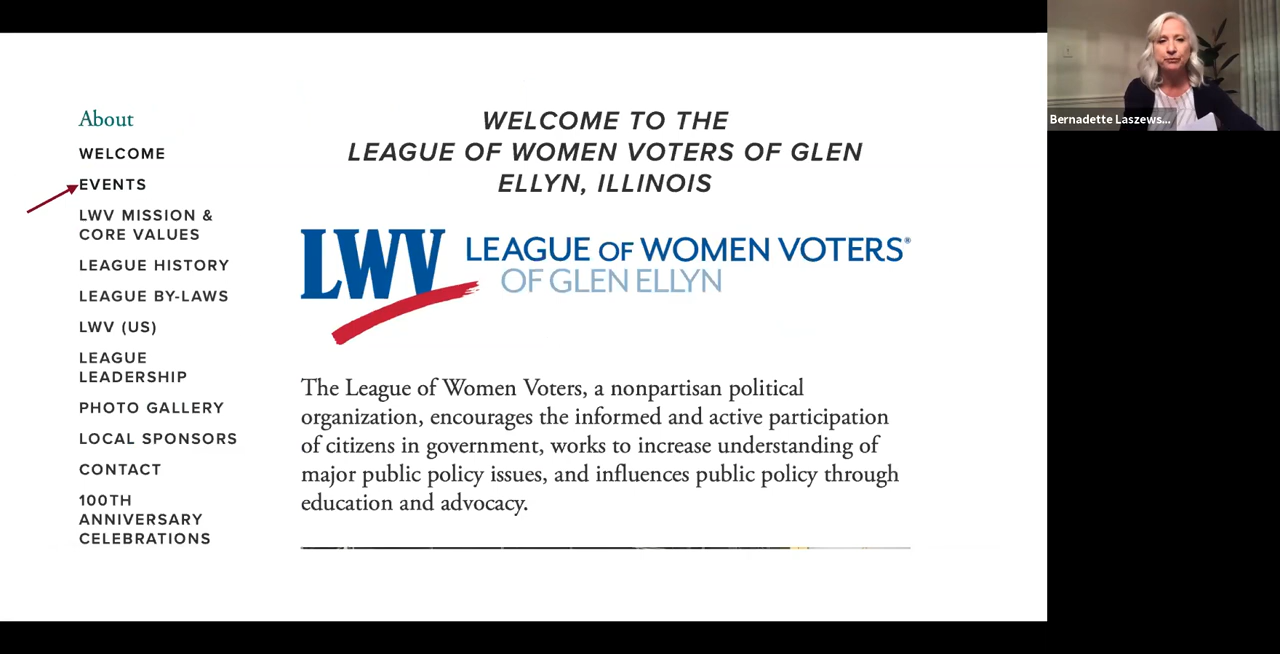 About
WELCOME
EVENTS
LWV MISSION &
CORE VALUES
LEAGUE HISTORY
LEAGUE BY-LAWS
LWV (US)
LEAGUE
LEADERSHIP
PHOTO GALLERY
LOCAL SPONSORS
CONTACT
100TH
ANNIVERSARY
CELEBRATIONS
WELCOME TO THE
LEAGUE OF WOMEN VOTERS OF GLEN
ELLYN, ILLINOIS
LWV LEAGUE OF WOMEN VOTERS®
OF GLEN ELLYN
The League of Women Voters, a nonpartisan political
organization, encourages the informed and active participation
of citizens in government, works to increase understanding of
major public policy issues, and influences public policy through
education and advocacy.
Bernadette Laszews...